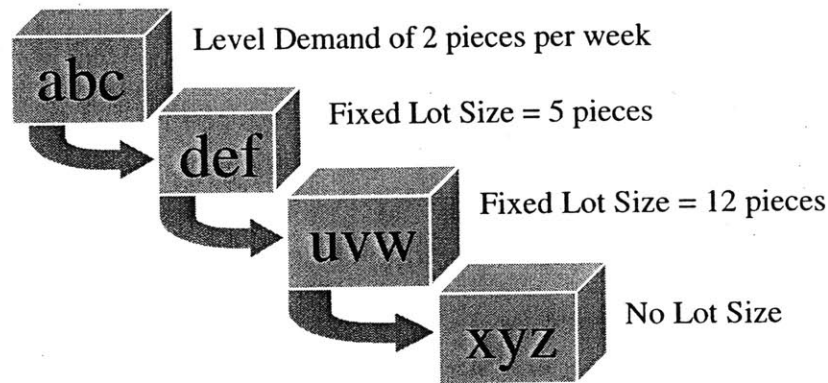 Level Demand of 2 pieces per week
abc
Fixed Lot Size = 5 pieces
def
Fixed Lot Size = 12 pieces
uvw
No Lot Size
xyz